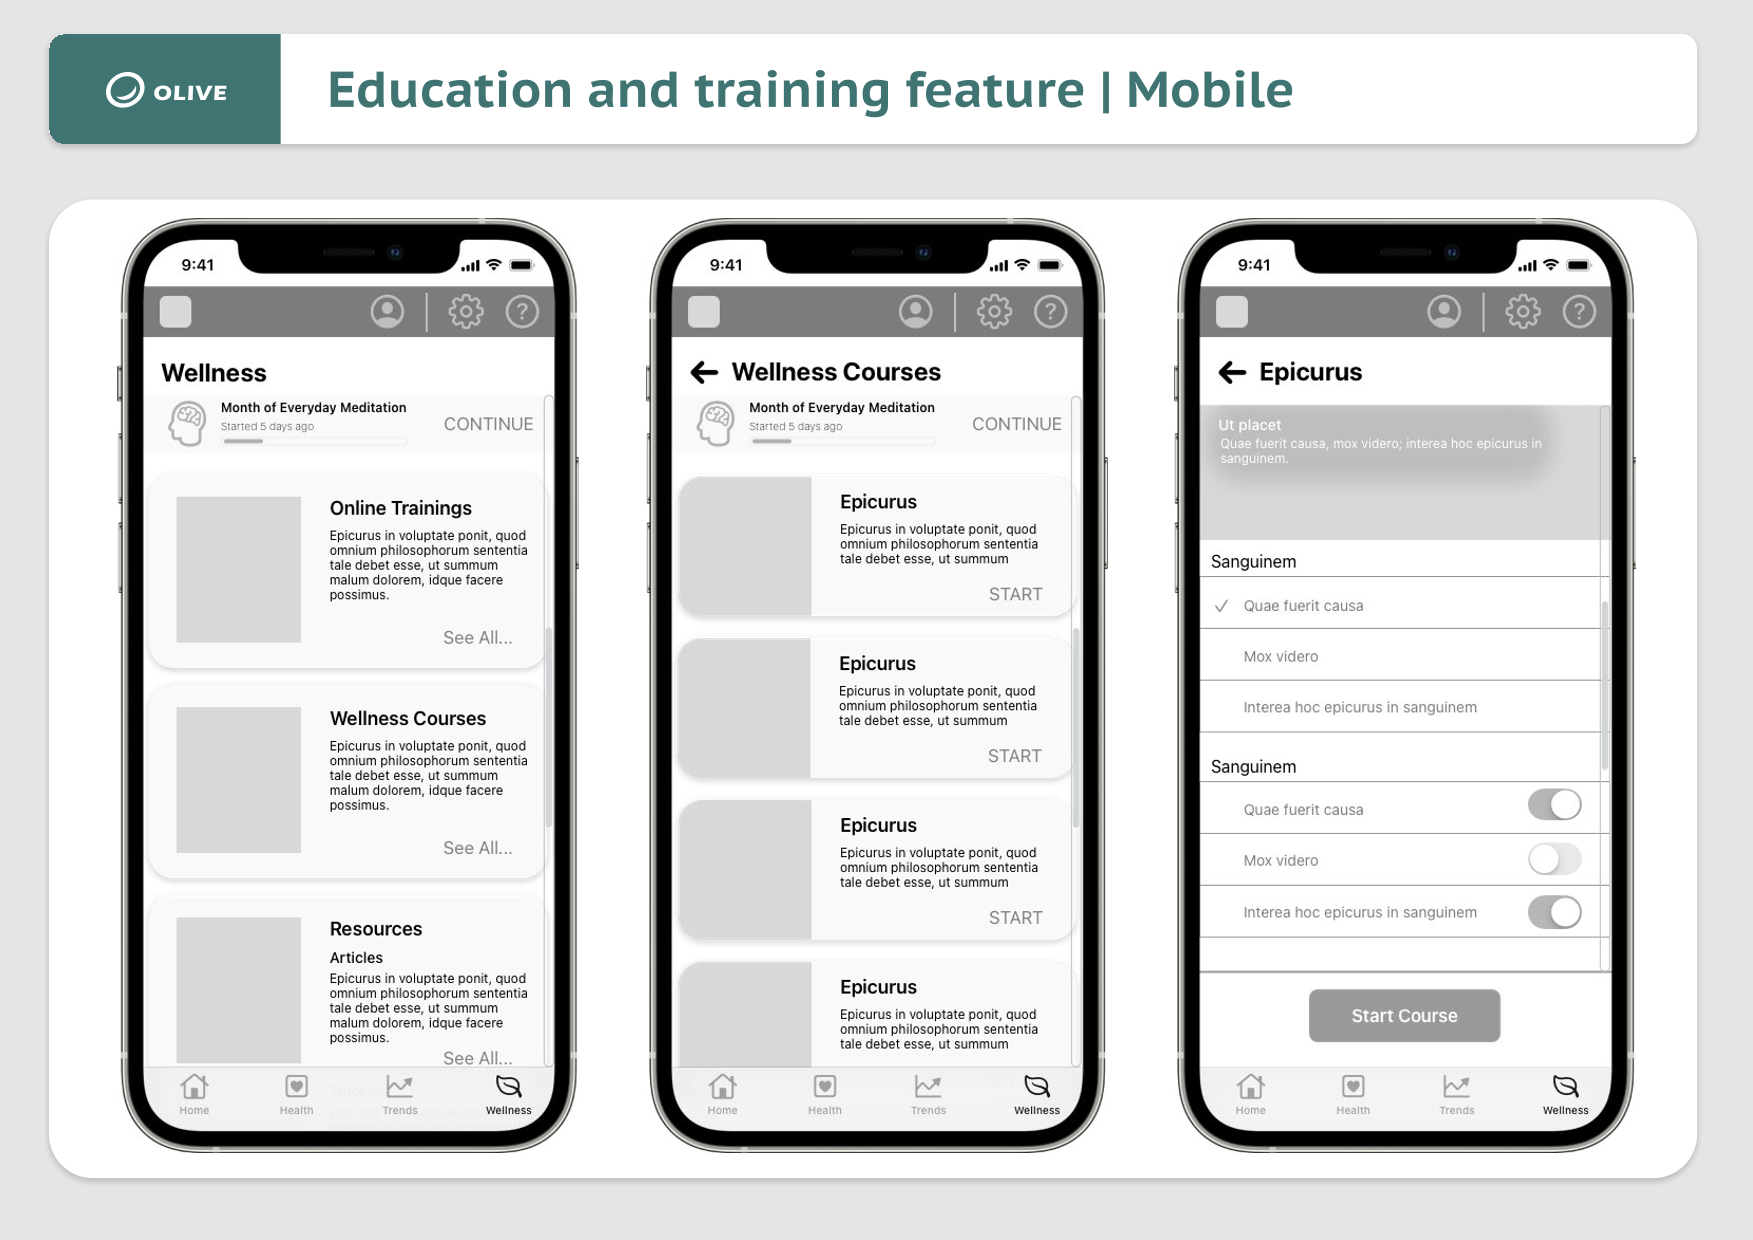 OLIVE
Education and training feature | Mobile
9:41
Wellness
Month of Everyday Meditation
Started 5 days ago
CONTINUE
Online Trainings
Epicurus in voluptate ponit, quod
omnium philosophorum sententia
tale debet esse, ut summum
malum dolorem, idque facere
possimus.
See All...
Wellness Courses
Epicurus in voluptate ponit, quod
omnium philosophorum sententia
tale debet esse, ut summum
malum dolorem, idque facere
possimus.
See All...
Resources
Articles
Epicurus in voluptate ponit, quod
omnium philosophorum sententia
tale debet esse, ut summum
malum dolorem, idque facere
possimus.
See All...
Home
Health
Trends
Wellness
9:41
Wellness Courses
Month of Everyday Meditation
Started 5 days ago
CONTINUE
Epicurus
Epicurus in voluptate ponit, quod
omnium philosophorum sententia
tale debet esse, ut summum
START
Epicurus
Epicurus in voluptate ponit, quod
omnium philosophorum sententia
tale debet esse, ut summum
START
Epicurus
Epicurus in voluptate ponit, quod
omnium philosophorum sententia
tale debet esse, ut summum
START
Epicurus
Epicurus in voluptate ponit, quod
omnium philosophorum sententia
tale debet esse, ut summum
Home
Health
Trends
Wellness
9:41
Epicurus
Ut placet
Quae fuerit causa, mox videro; interea hoc epicurus in
sanguinem.
Sanguinem
Quae fuerit causa
Mox videro
Interea hoc epicurus in sanguinem
Sanguinem
Quae fuerit causa
Mox videro
Interea hoc epicurus in sanguinem
Start Course
Home
Health
Trends
Wellness